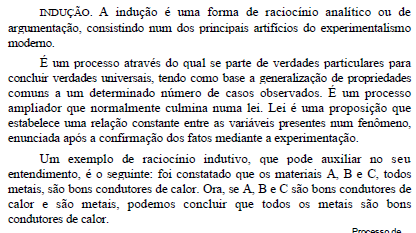 INDUÇÃO. A indução é uma forma de raciocínio analítico ou de
argumentação, consistindo num dos principais artifícios do experimentalismo
moderno.
É um processo através do qual se parte de verdades particulares para
concluir verdades universais, tendo como base a generalização de propriedades
comuns a um determinado número de casos observados. É um processo
ampliador que normalmente culmina numa lei. Lei é uma proposição que
estabelece uma relação constante entre as variáveis presentes num fenômeno,
enunciada após a confirmação dos fatos mediante a experimentação.
Um exemplo de raciocínio indutivo, que pode auxiliar no seu
entendimento, é o seguinte: foi constatado que os materiais A, B e C, todos
metais, são bons condutores de calor. Ora, se A, B e C são bons condutores de
calor e são metais, podemos concluir que todos os metais são bons
condutores de calor.
Processo de